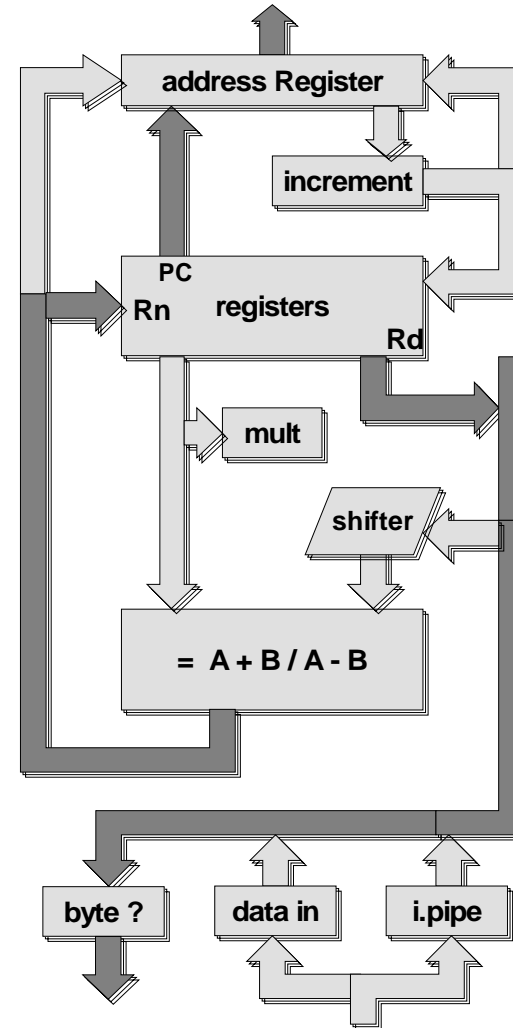 address Register
increment
PC
Rn registers
Rd
mult
shifter
= A + B / A - B
byte ? data in i.pipe